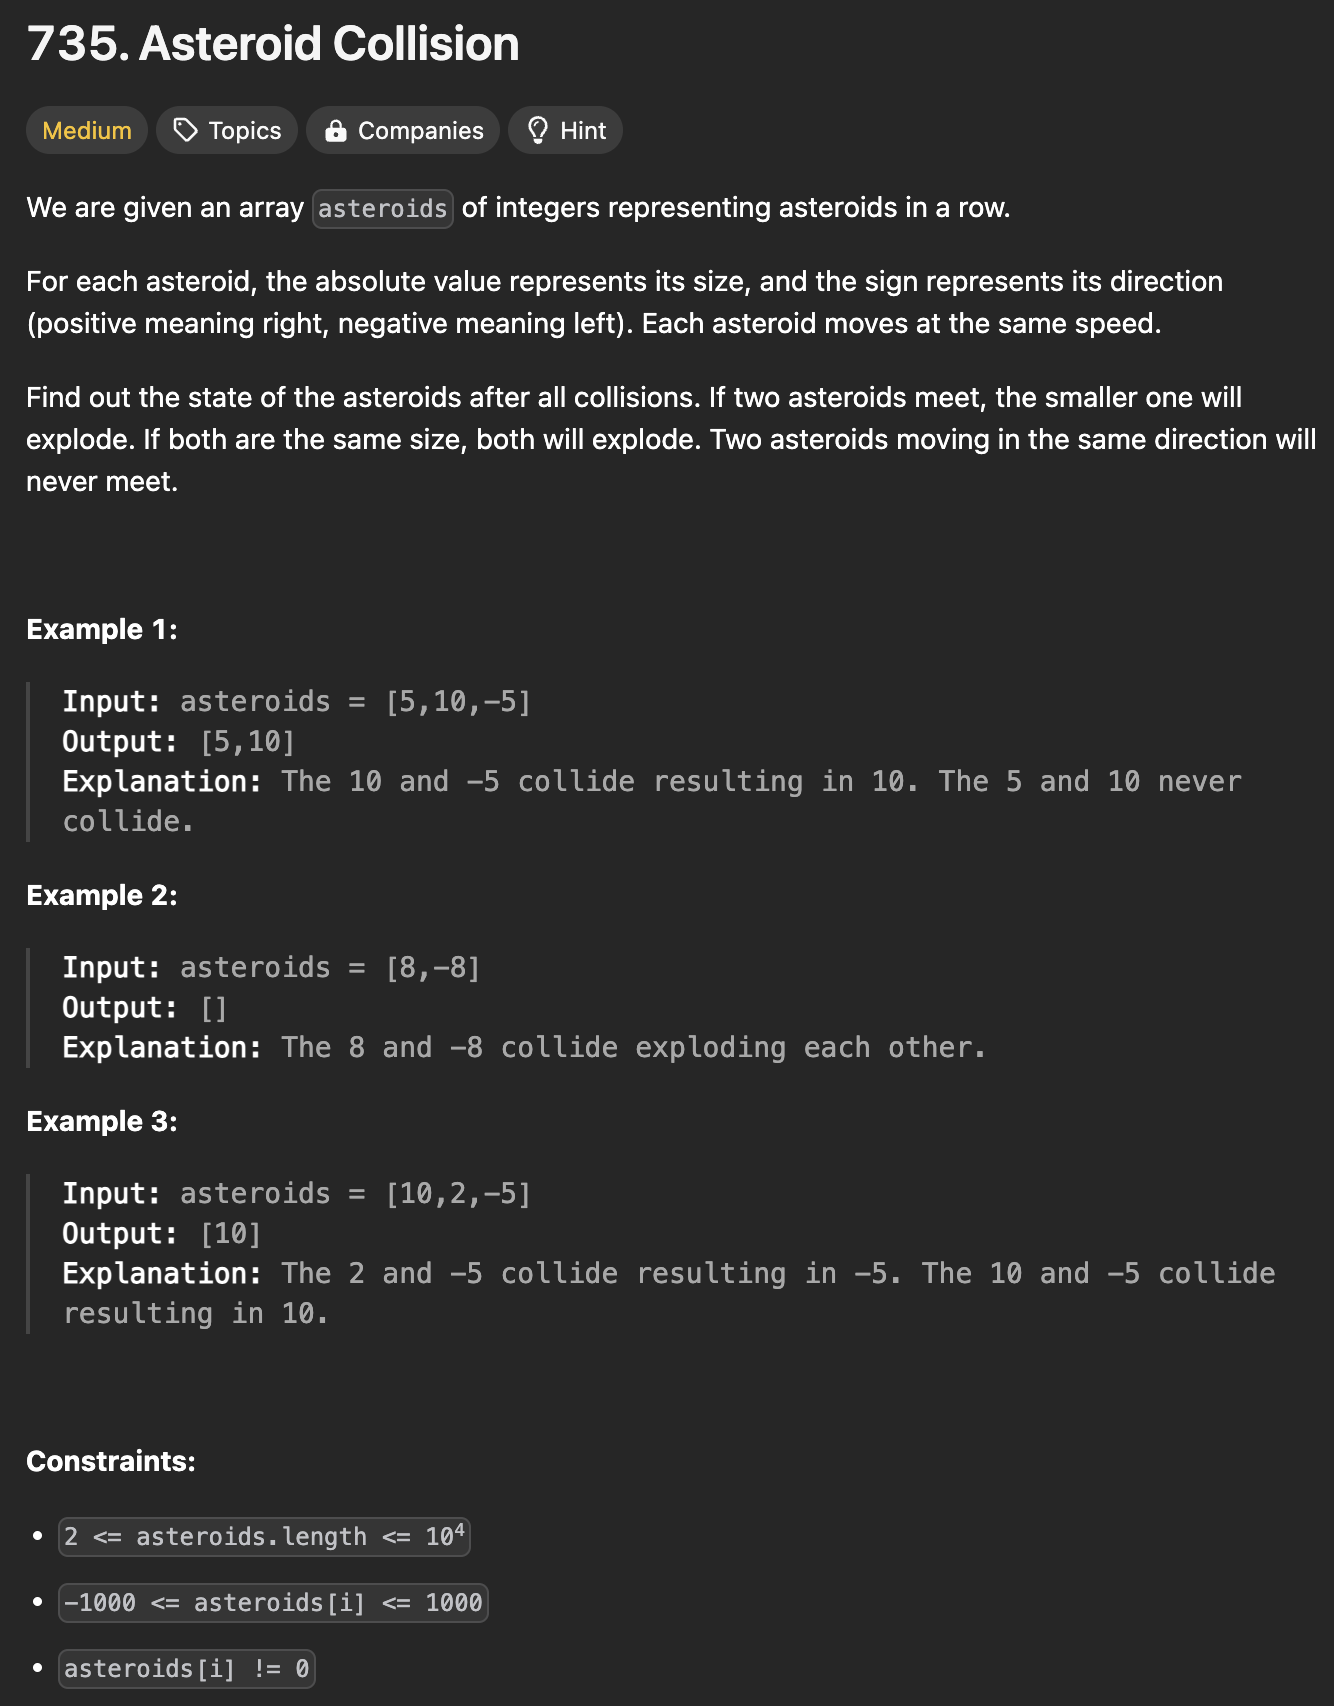 735. Asteroid Collision
Medium Topics Companies Hint
We are given an array asteroids of integers representing asteroids in a row.
For each asteroid, the absolute value represents its size, and the sign represents its direction
(positive meaning right, negative meaning left). Each asteroid moves at the same speed.
Find out the state of the asteroids after all collisions. If two asteroids meet, the smaller one will
explode. If both are the same size, both will explode. Two asteroids moving in the same direction will
never meet.
Example 1:
Input: asteroids = [5,10,-5]
Output: [5,10]
Explanation: The 10 and -5 collide resulting in 10. The 5 and 10 never
collide.
Example 2:
Input: asteroids = [8,-8]
Output: []
Explanation: The 8 and -8 collide exploding each other.
Example 3:
Input: asteroids = [10,2,-5]
Output: [10]
Explanation: The 2 and -5 collide resulting in -5. The 10 and -5 collide
resulting in 10.
Constraints:
• 2 <= asteroids.length <= 10⁴
• -1000 <= asteroids[i] <= 1000
• asteroids[i] != 0